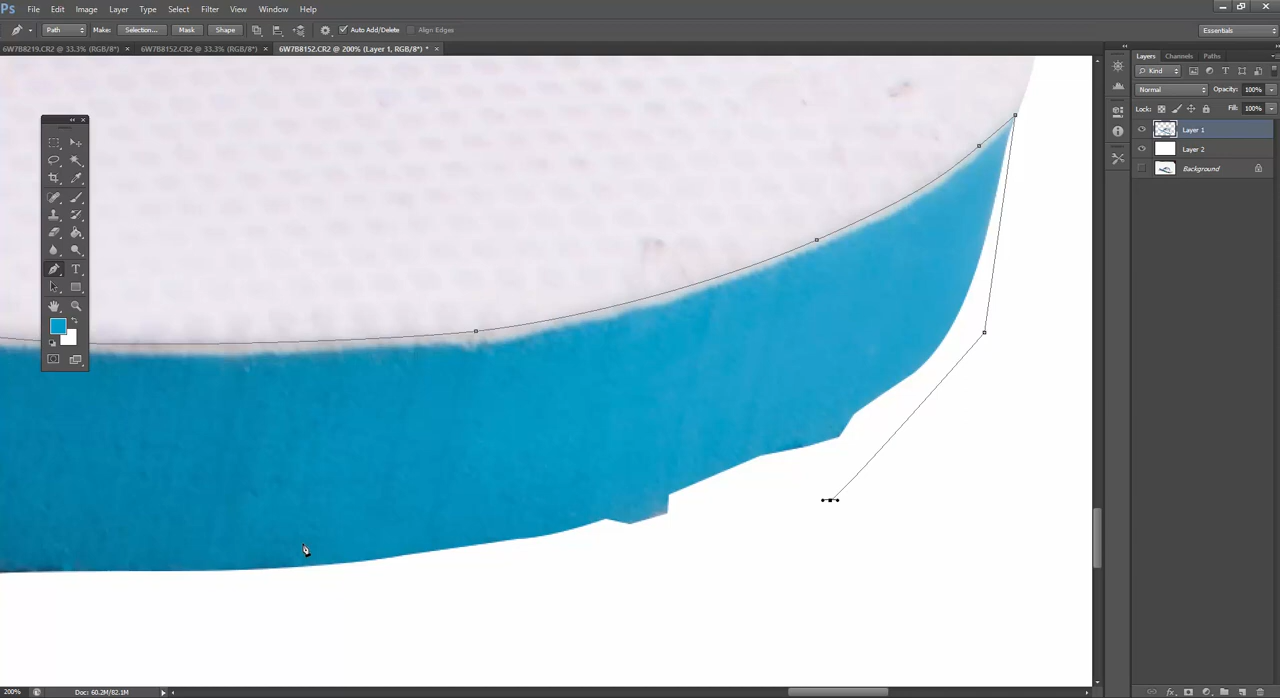 Ps File Edit Image Layer Type Select Filter View Window Help
Path Make: Selection... Mask Shape Auto Add/Delete Align Edges Essentials
6W7B8219.CR2 @ 33.3% (RGB/8*) × 6W7B8152.CR2 @ 33.3% (RGB/8*) × 6W7B8152.CR2 @ 200% (Layer 1, RGB/8*) * ×
Layers Channels Paths
Kind
Normal Opacity: 100%
Lock: Fill: 100%
Layer 1
Layer 2
Background
T
200% Doc: 60.2M/82.1M
fx